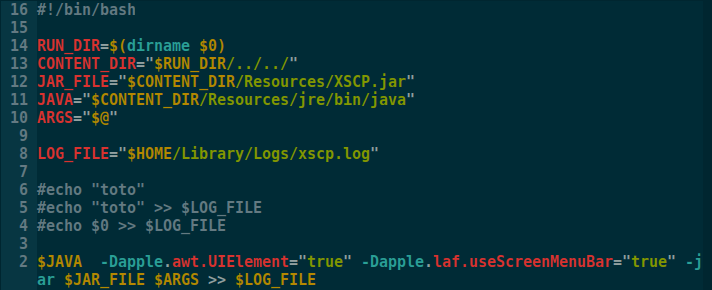 16 #!/bin/bash
15
14 RUN_DIR=$(dirname $0)
13 CONTENT_DIR="$RUN_DIR/../../"
12 JAR_FILE="$CONTENT_DIR/Resources/XSCP.jar"
11 JAVA="$CONTENT_DIR/Resources/jre/bin/java"
10 ARGS="$@"
9
8 LOG_FILE="$HOME/Library/Logs/xscp.log"
7
6 #echo "toto"
5 #echo "toto" >> $LOG_FILE
4 #echo $0 >> $LOG_FILE
3
2 $JAVA  -Dapple.awt.UIElement="true" -Dapple.laf.useScreenMenuBar="true" -j
ar $JAR_FILE $ARGS >> $LOG_FILE